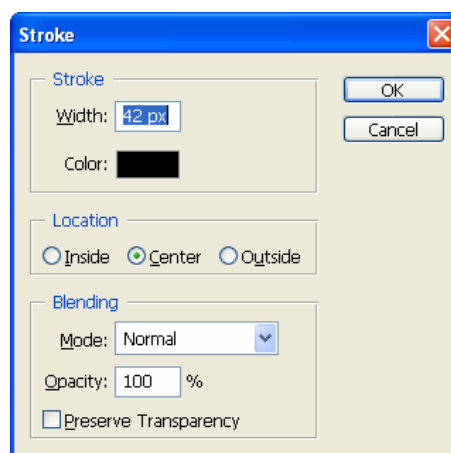 Stroke
Stroke
Width: 42 px
Color:
OK
Cancel
Location
Inside Center Outside
Blending
Mode: Normal
Opacity: 100 %
Preserve Transparency